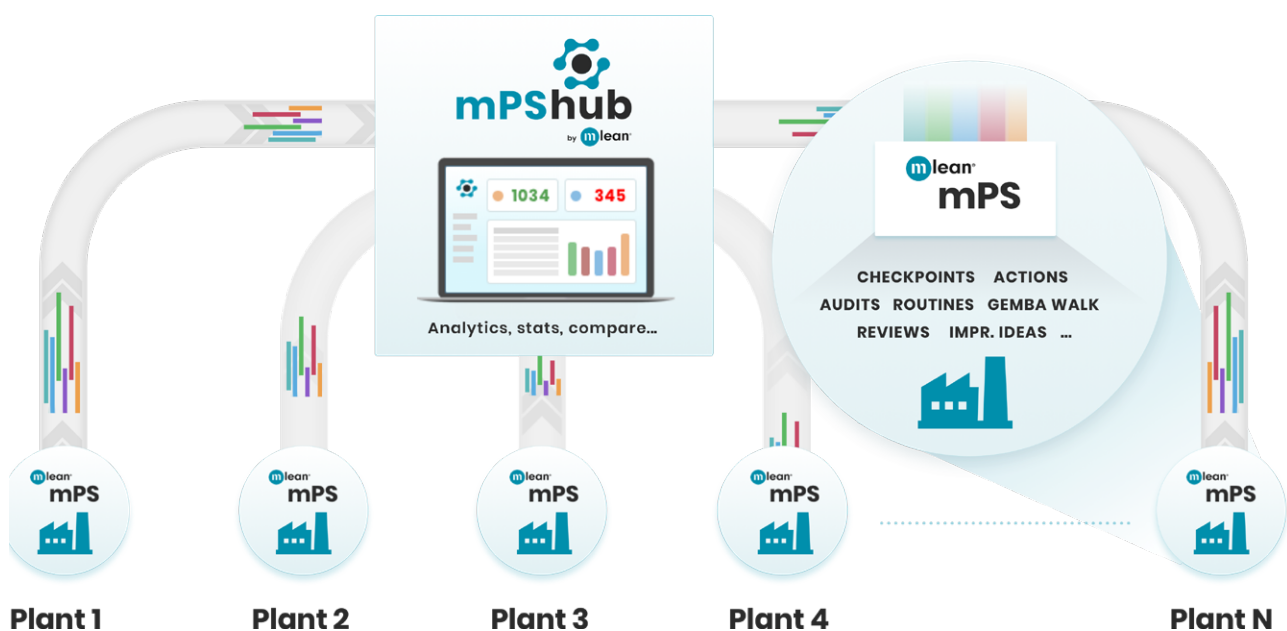 mPShub
by mlean
1034 345
Analytics, stats, compare...
mlean
mPS
CHECKPOINTS ACTIONS
AUDITS ROUTINES GEMBA WALK
REVIEWS IMPR. IDEAS ...
mlean
mPS
mlean
mPS
mlean
mPS
mlean
mPS
mlean
mPS
Plant 1
Plant 2
Plant 3
Plant 4
Plant N